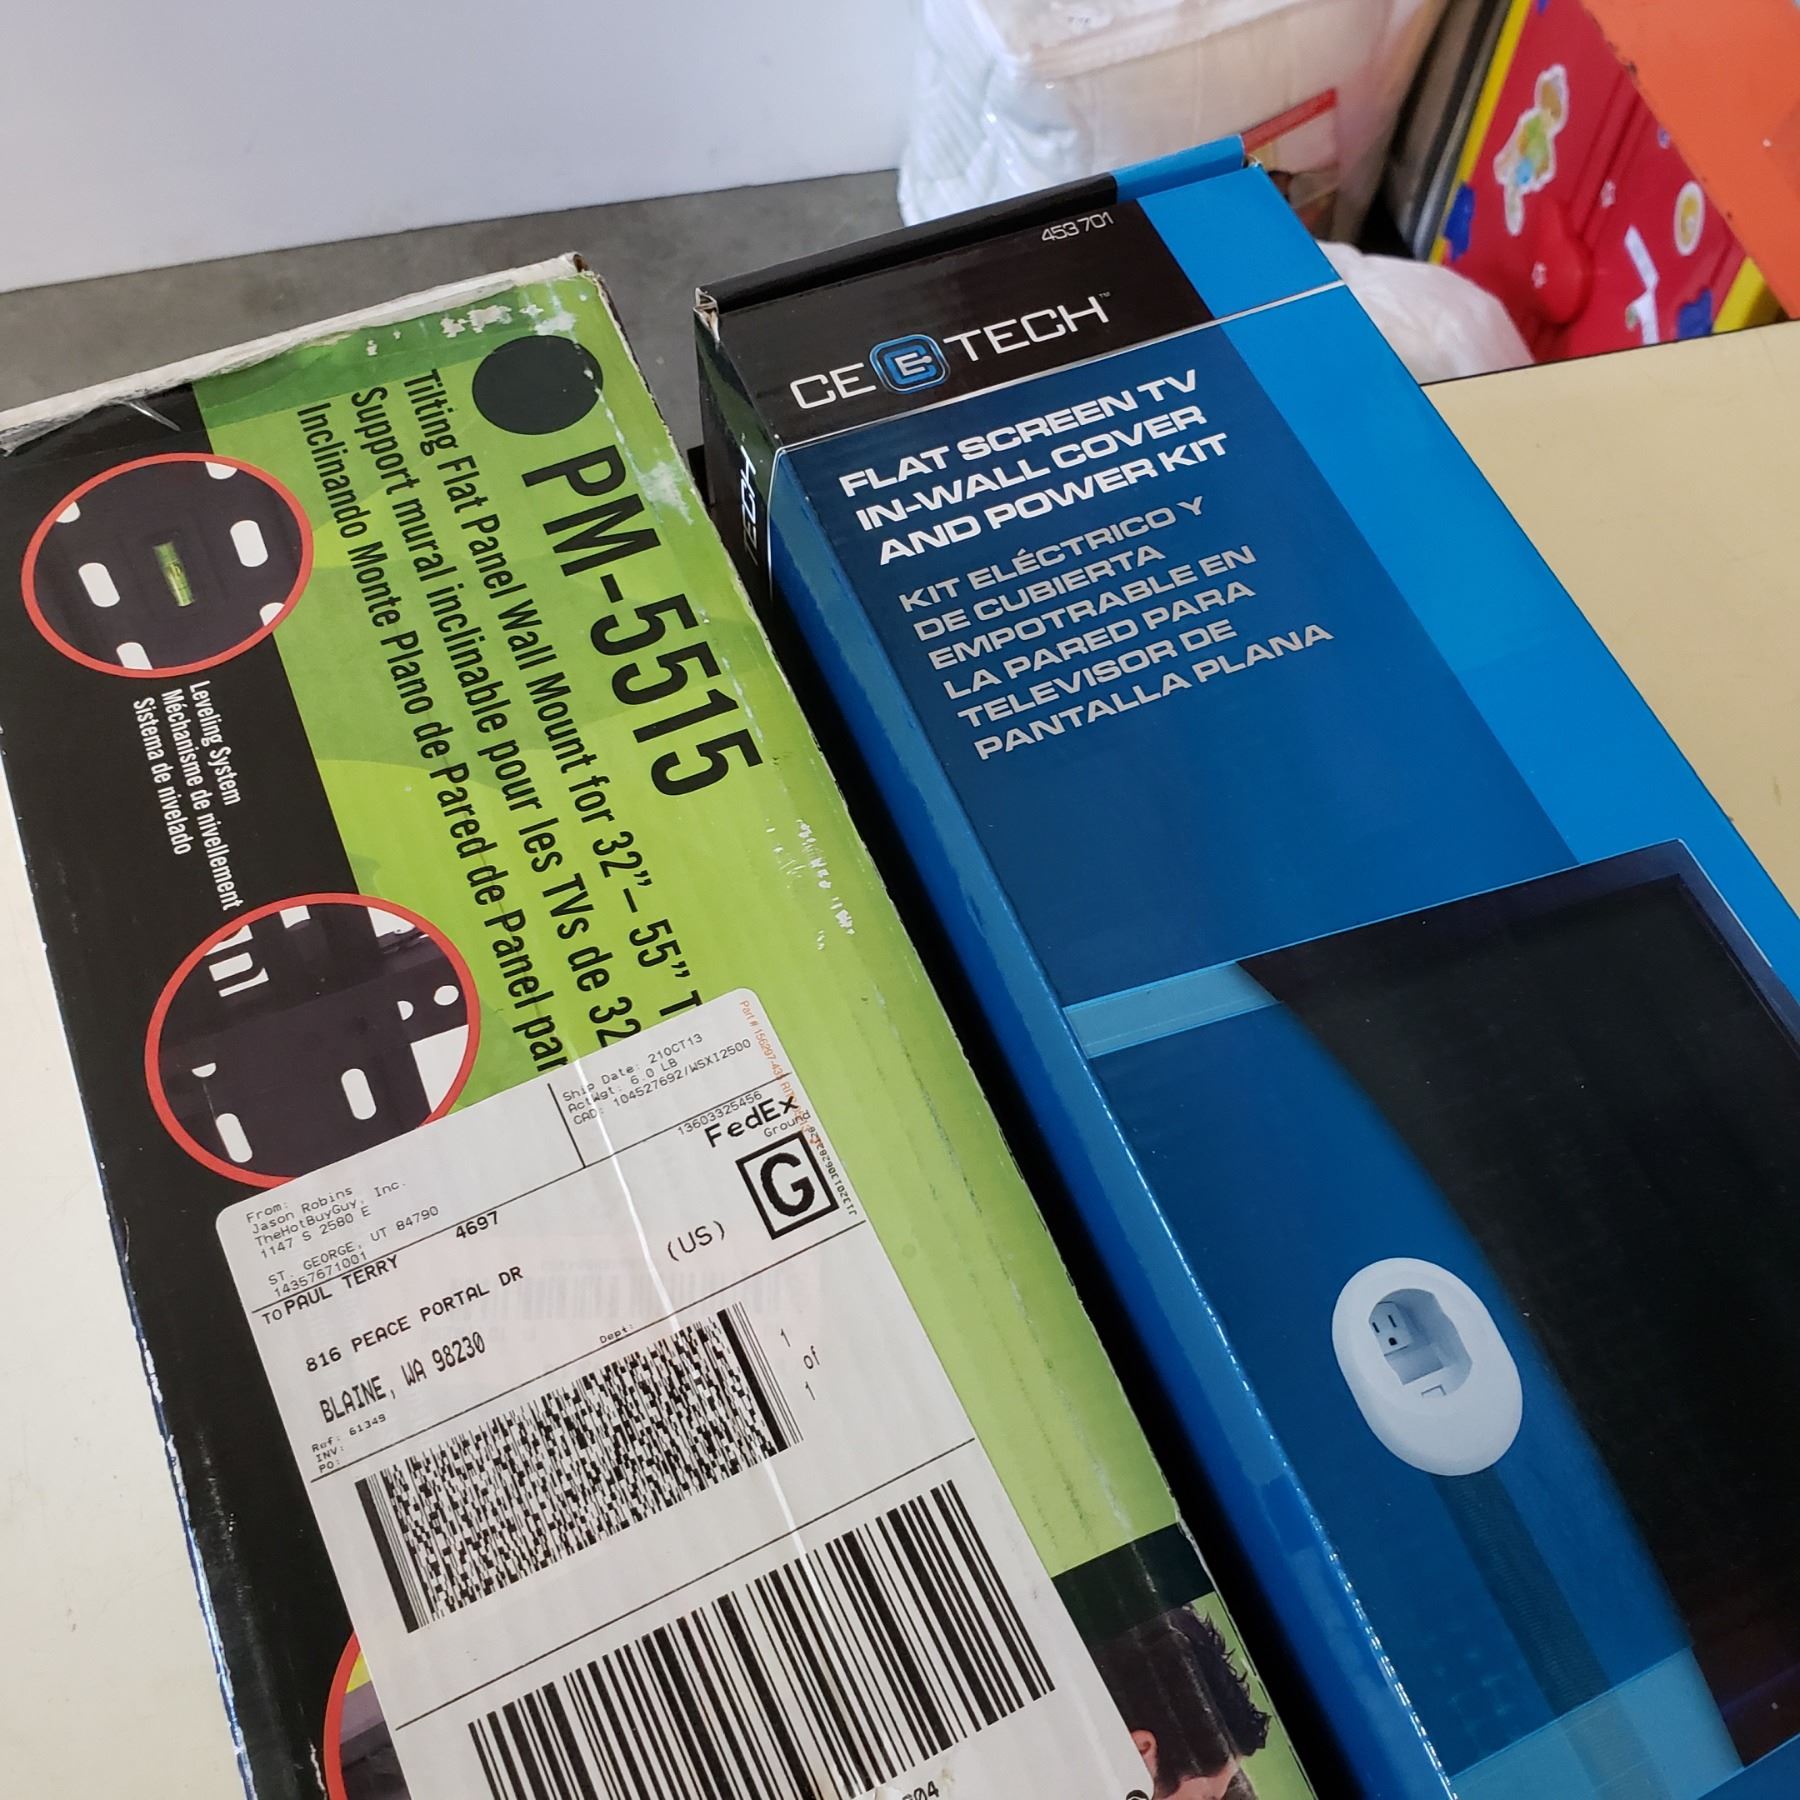 PM-5515
Tilting Flat Panel Wall Mount for 32"– 55" T
Support mural inclinable pour les TVs de 32
Inclinando Monte Plano de Pared de Panel par
Leveling System
Méchanisme de nivellement
Sistema de nivelado
Ship Date: 21OCT13
ActWgt: 6.0 LB
CAD: 104527692/WSXI2500
13603325456
FedEx
Ground
G
(US)
From:
Jason Robins
TheHotBuyGuy, Inc.
1147 S 2580 E
ST. GEORGE, UT 84790
14357671001
4697
TO PAUL TERRY
816 PEACE PORTAL DR
BLAINE, WA 98230
Ref: 61349
INV:
PO:
Dept:
1
of
1
453 701
CE TECH™
FLAT SCREEN TV
IN-WALL COVER
AND POWER KIT
KIT ELÉCTRICO Y
DE CUBIERTA
EMPOTRABLE EN
LA PARED PARA
TELEVISOR DE
PANTALLA PLANA
TECH